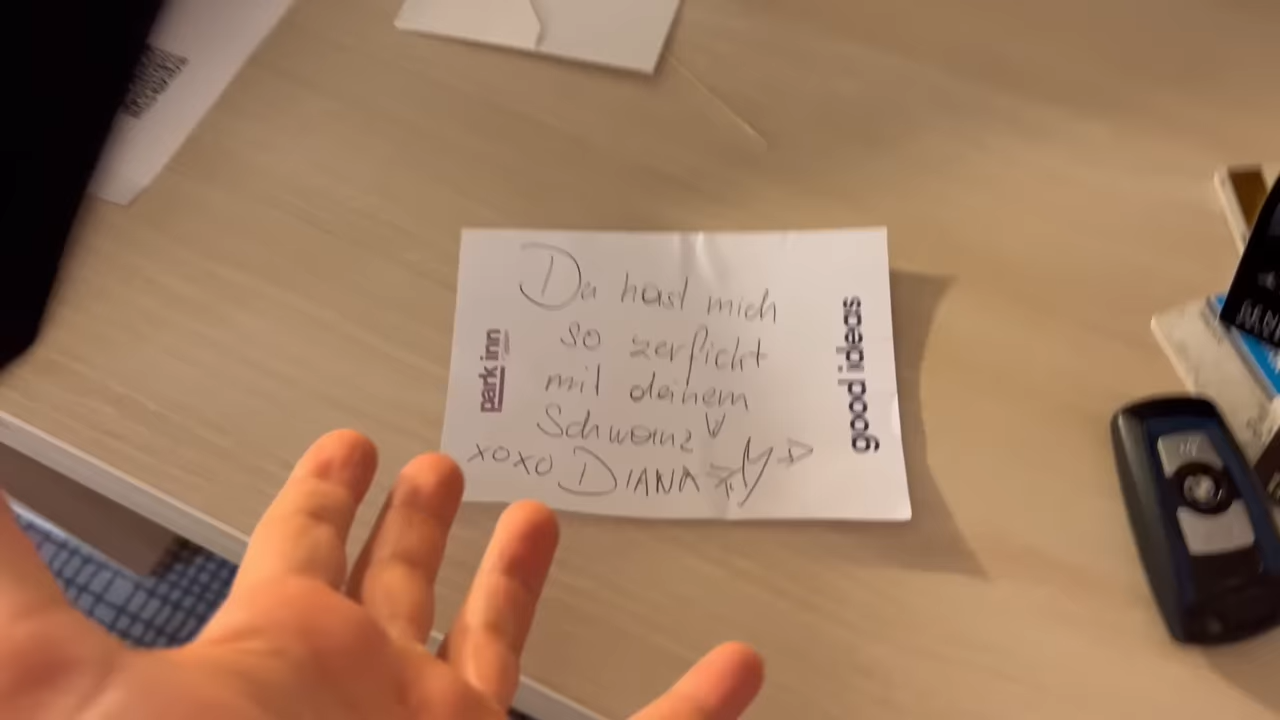 Du hast mich
so zerfickt
mit deinem
Schwanz
xoxo DIANA
park inn
good ideas